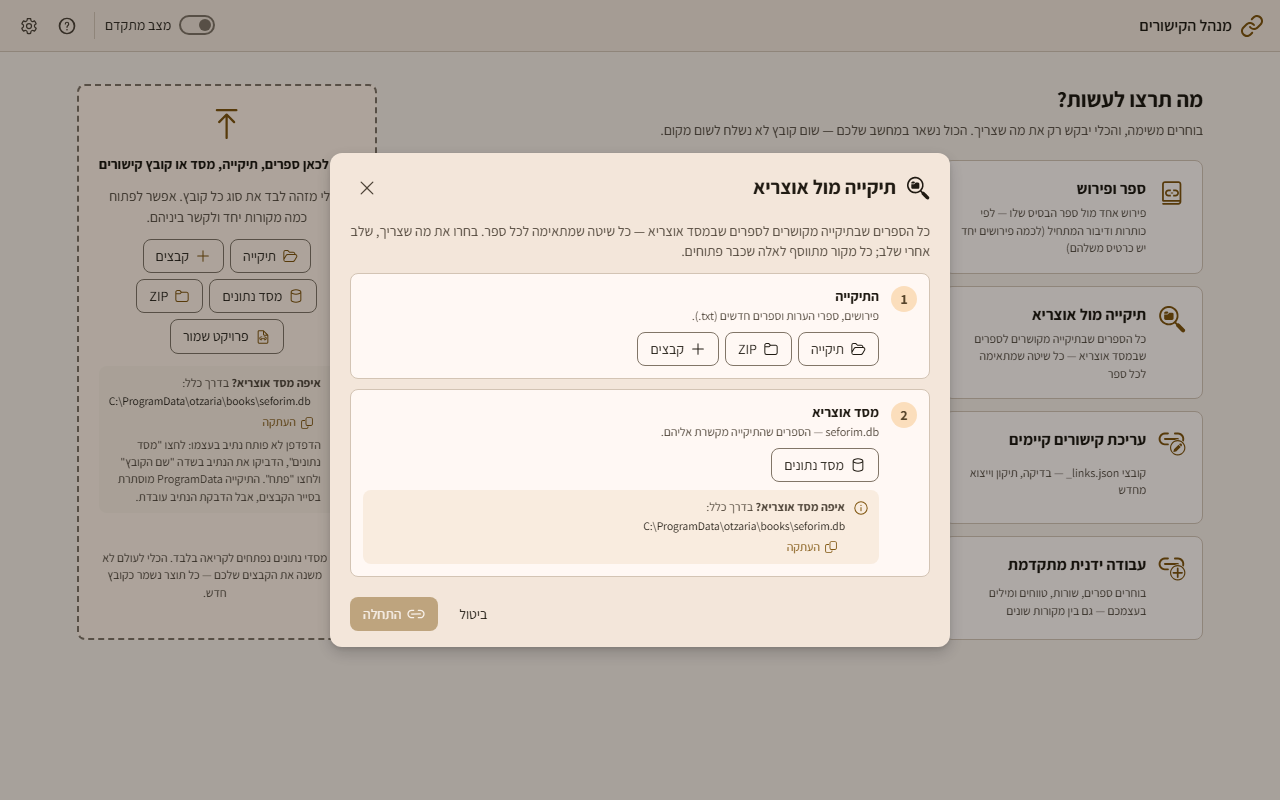 מנהל הקישורים
מצב מתקדם
מה תרצו לעשות?
בוחרים משימה, והכלי יבקש רק את מה שצריך. הכול נשאר במחשב שלכם — שום קובץ לא נשלח לשום מקום.
ספר ופירוש
פירוש אחד מול ספר הבסיס שלו — לפי
כותרות ודיבור המתחיל (לכמה פירושים יחד
יש כרטיס משלהם)
תיקייה מול אוצריא
כל הספרים שבתיקייה מקושרים לספרים
שבמסד אוצריא — כל שיטה שמתאימה
לכל ספר
עריכת קישורים קיימים
קובצי links.json_ — בדיקה, תיקון וייצוא
מחדש
עבודה ידנית מתקדמת
בוחרים ספרים, שורות, טווחים ומילים
בעצמכם — גם בין מקורות שונים
תיקייה מול אוצריא
כל הספרים שבתיקייה מקושרים לספרים שבמסד אוצריא — כל שיטה שמתאימה לכל ספר. בחרו את מה שצריך, שלב
אחרי שלב; כל מקור מתווסף לאלה שכבר פתוחים.
1
התיקייה
פירושים, ספרי הערות וספרים חדשים (txt.).
תיקייה
ZIP
קבצים
2
מסד אוצריא
seforim.db — הספרים שהתיקייה מקשרת אליהם.
מסד נתונים
איפה מסד אוצריא? בדרך כלל:
C:\ProgramData\otzaria\books\seforim.db
העתקה
ביטול
התחלה
לכאן ספרים, תיקייה, מסד או קובץ קישורים
לי מזהה לבד את סוג כל קובץ. אפשר לפתוח
כמה מקורות יחד ולקשר ביניהם.
תיקייה
קבצים
מסד נתונים
ZIP
פרויקט שמור
איפה מסד אוצריא? בדרך כלל:
C:\ProgramData\otzaria\books\seforim.db
העתקה
הדפדפן לא פותח נתיב בעצמו: לחצו "מסד
נתונים", הדביקו את הנתיב בשדה "שם הקובץ"
ולחצו "פתח". התיקייה ProgramData מוסתרת
בסייר הקבצים, אבל הדבקת הנתיב עובדת.
מסדי נתונים נפתחים לקריאה בלבד. הכלי לעולם לא
משנה את הקבצים שלכם — כל תוצר נשמר כקובץ
חדש.